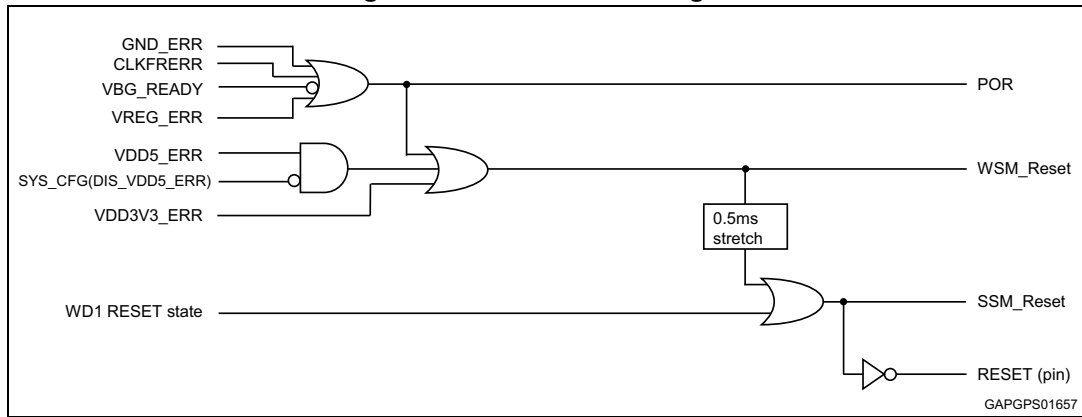 GND_ERR
CLKFRERR
VBG_READY
VREG_ERR
POR
VDD5_ERR
SYS_CFG(DIS_VDD5_ERR)
VDD3V3_ERR
WSM_Reset
0.5ms
stretch
WD1 RESET state
SSM_Reset
RESET (pin)
GAPGPS01657